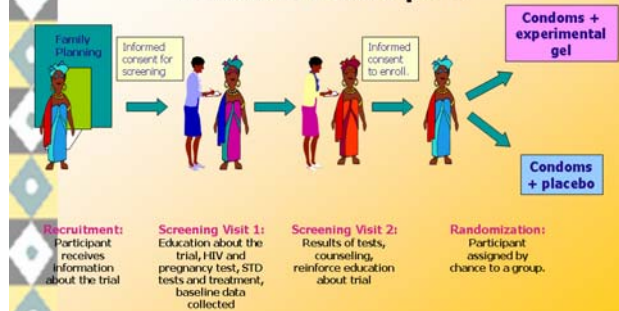 Family
Planning
Informed
consent for
screening
Informed
consent
to enroll.
Condoms +
experimental
gel
Condoms
+ placebo
Recruitment:
Participant
receives
information
about the trial
Screening Visit 1:
Education about the
trial, HIV and
pregnancy test, STD
tests and treatment,
baseline data
collected
Screening Visit 2:
Results of tests,
counseling,
reinforce education
about trial
Randomization:
Participant
assigned by
chance to a group.